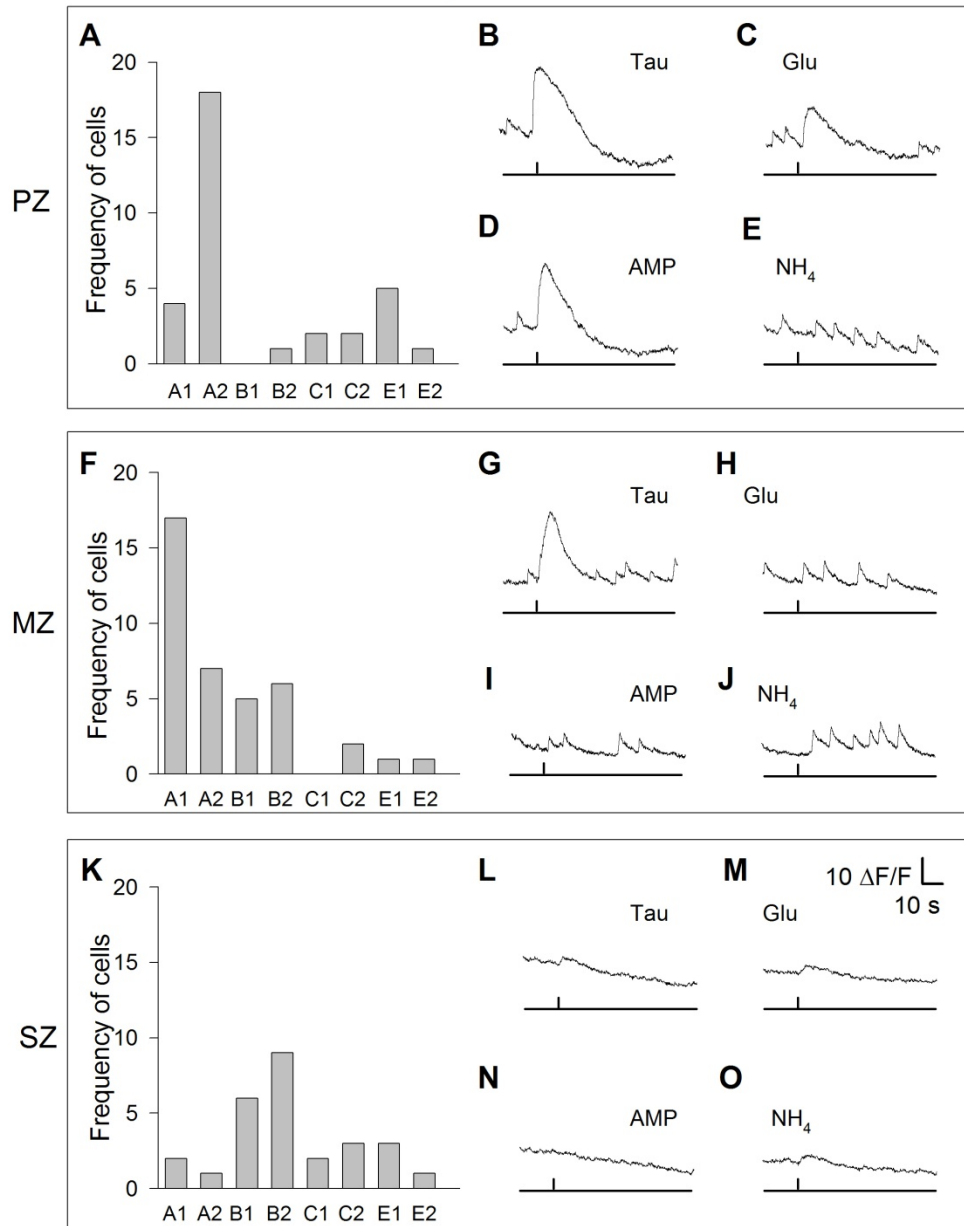 PZ
A
Frequency of cells
20
15
10
5
0
A1 A2 B1 B2 C1 C2 E1 E2
B
Tau
C
Glu
D
AMP
E
NH₄
MZ
F
Frequency of cells
20
15
10
5
0
A1 A2 B1 B2 C1 C2 E1 E2
G
Tau
H
Glu
I
AMP
J
NH₄
SZ
K
Frequency of cells
20
15
10
5
0
A1 A2 B1 B2 C1 C2 E1 E2
L
Tau
M
Glu
10 ΔF/F
10 s
N
AMP
O
NH₄